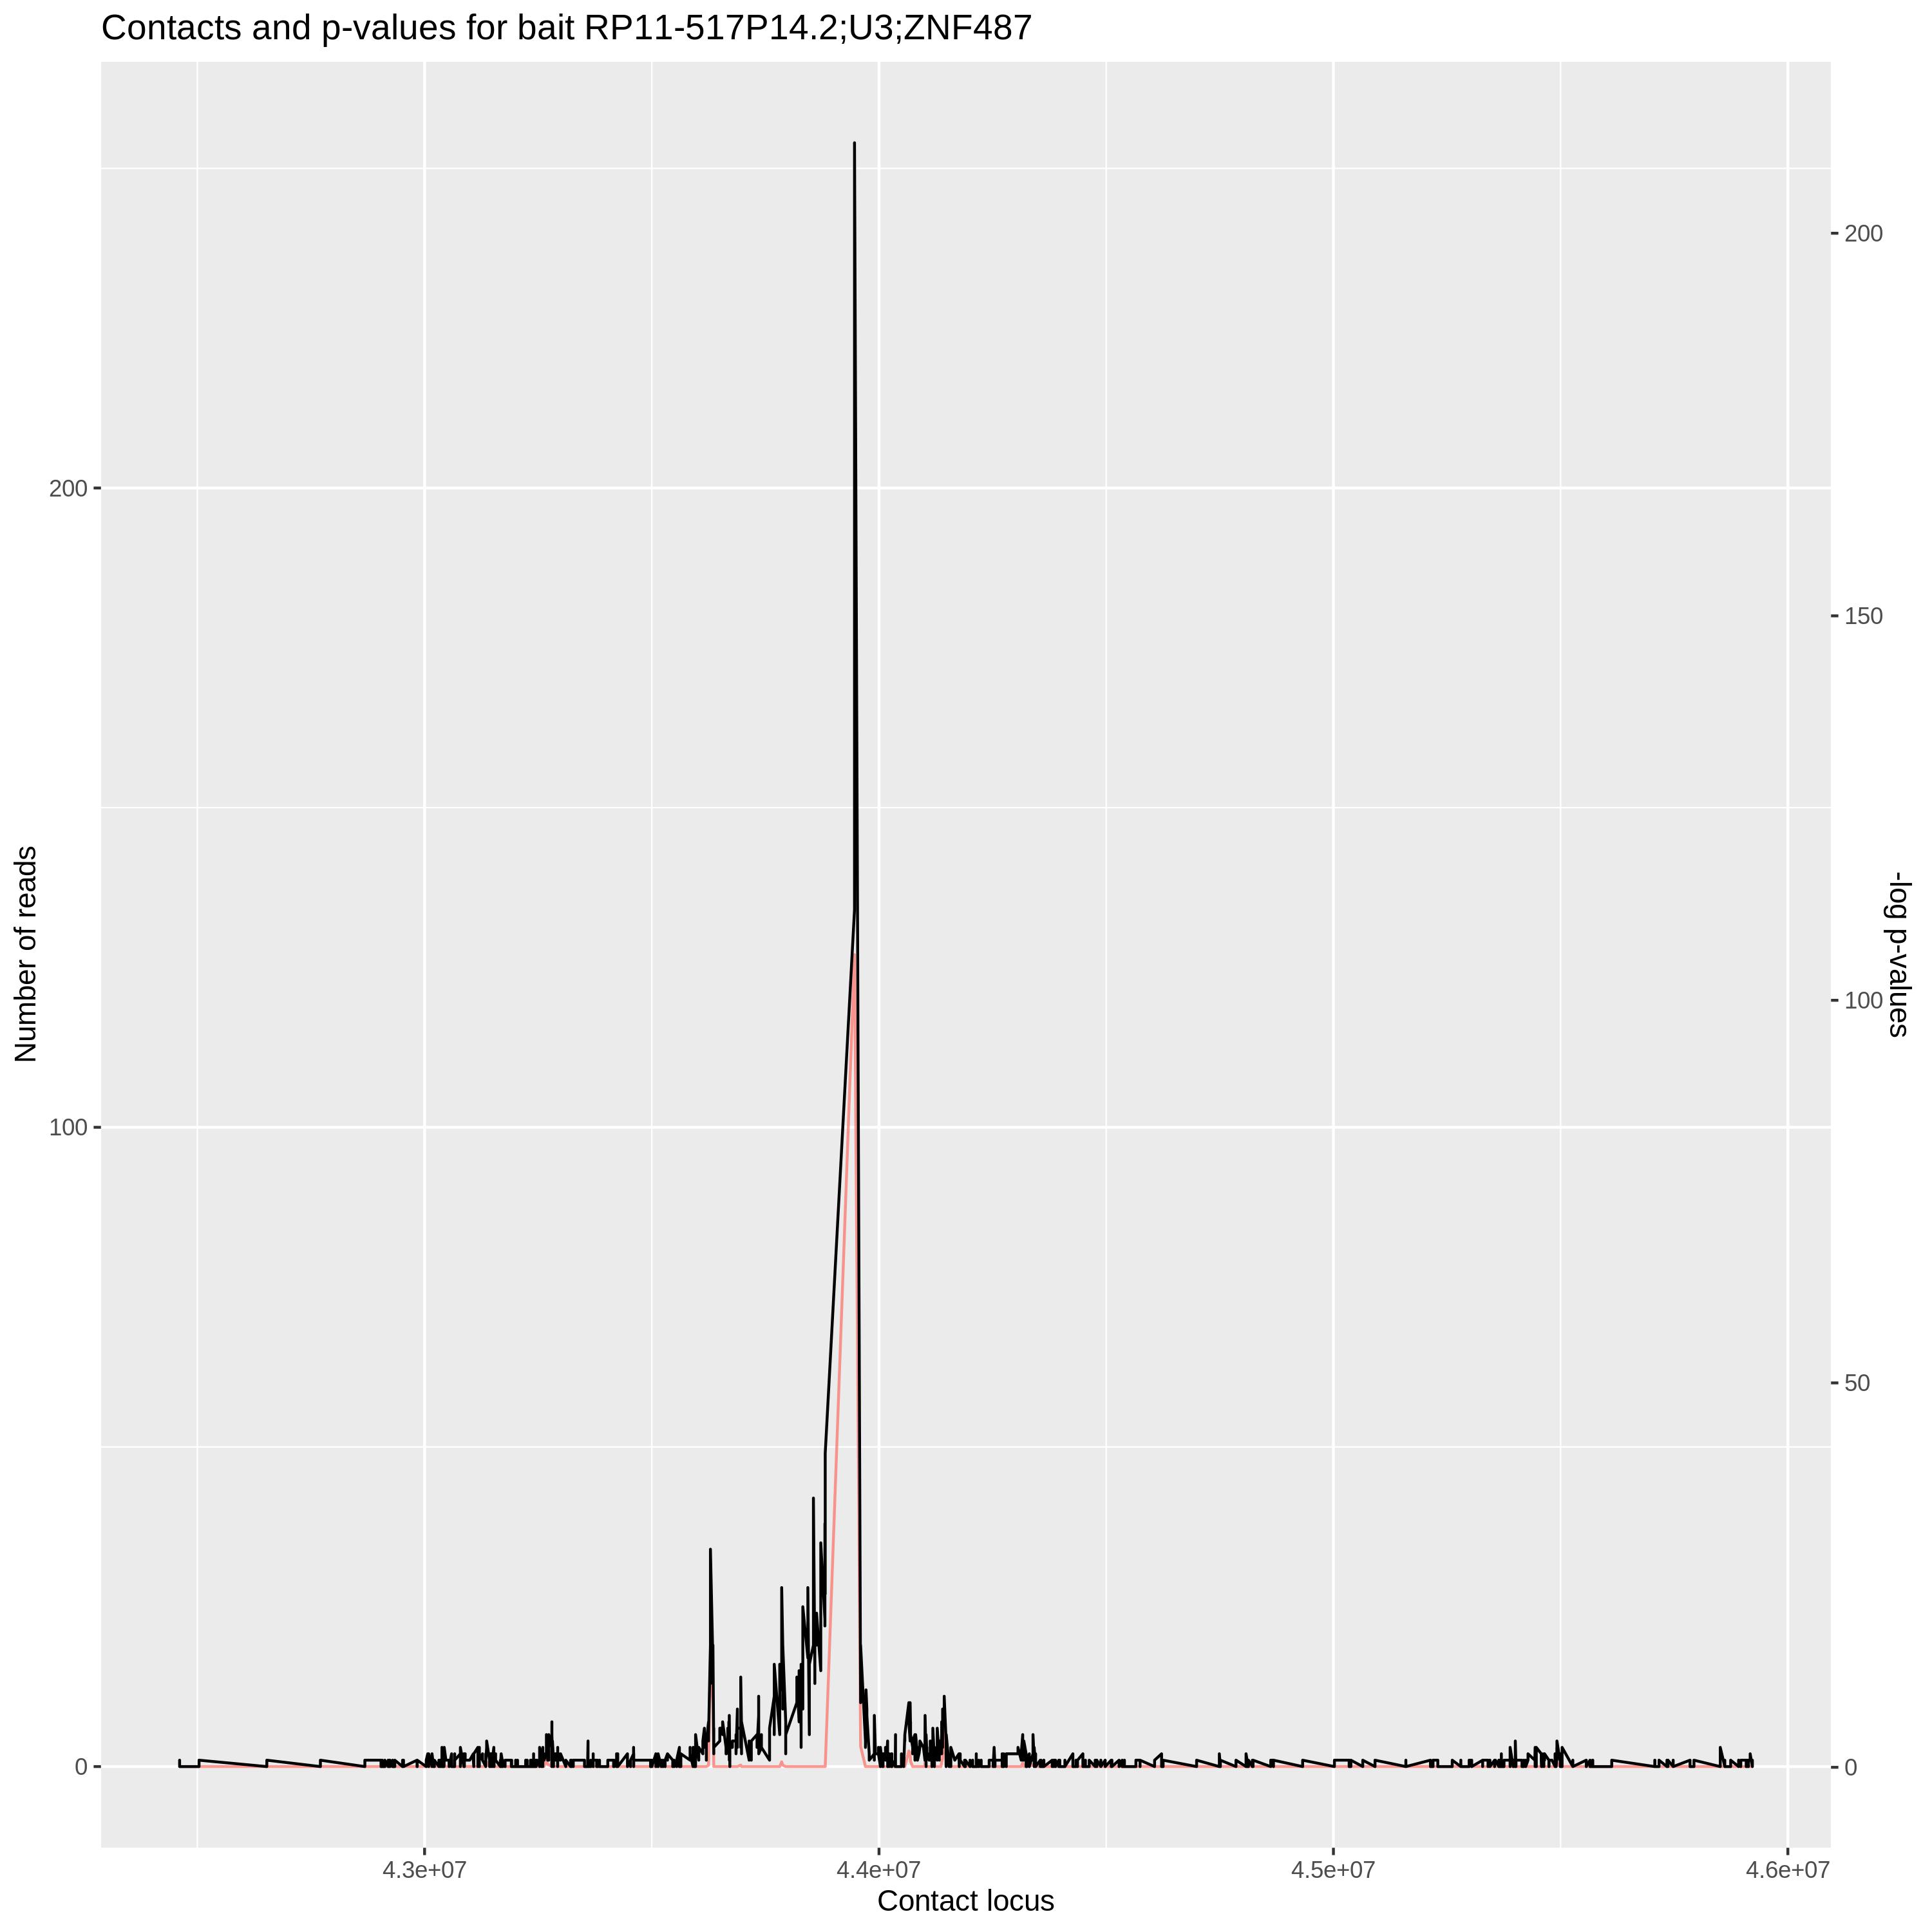 Contacts and p-values for bait RP11-517P14.2;U3;ZNF487
Number of reads
200
100
0
200
150
100
50
0
-log p-values
4.3e+07
4.4e+07
4.5e+07
4.6e+07
Contact locus